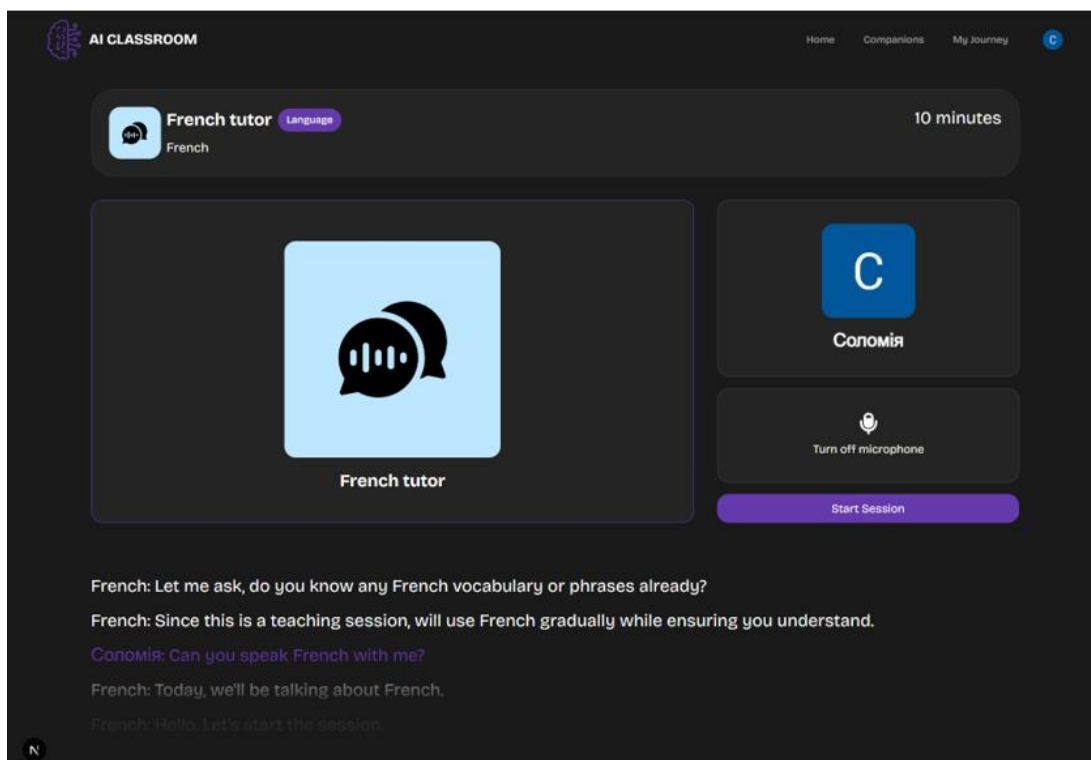 AI CLASSROOM
Home Companions My Journey C
French tutor Language
French
10 minutes
French tutor
C
Соломія
Turn off microphone
Start Session
French: Let me ask, do you know any French vocabulary or phrases already?
French: Since this is a teaching session, will use French gradually while ensuring you understand.
Соломія: Can you speak French with me?
French: Today, we'll be talking about French.
French: Hello. Let's start the session.
N